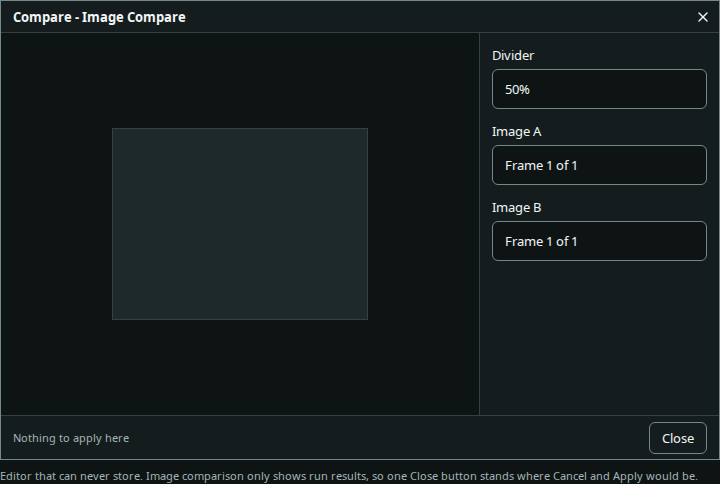 Compare - Image Compare
Divider
50%
Image A
Frame 1 of 1
Image B
Frame 1 of 1
Nothing to apply here
Close
Editor that can never store. Image comparison only shows run results, so one Close button stands where Cancel and Apply would be.